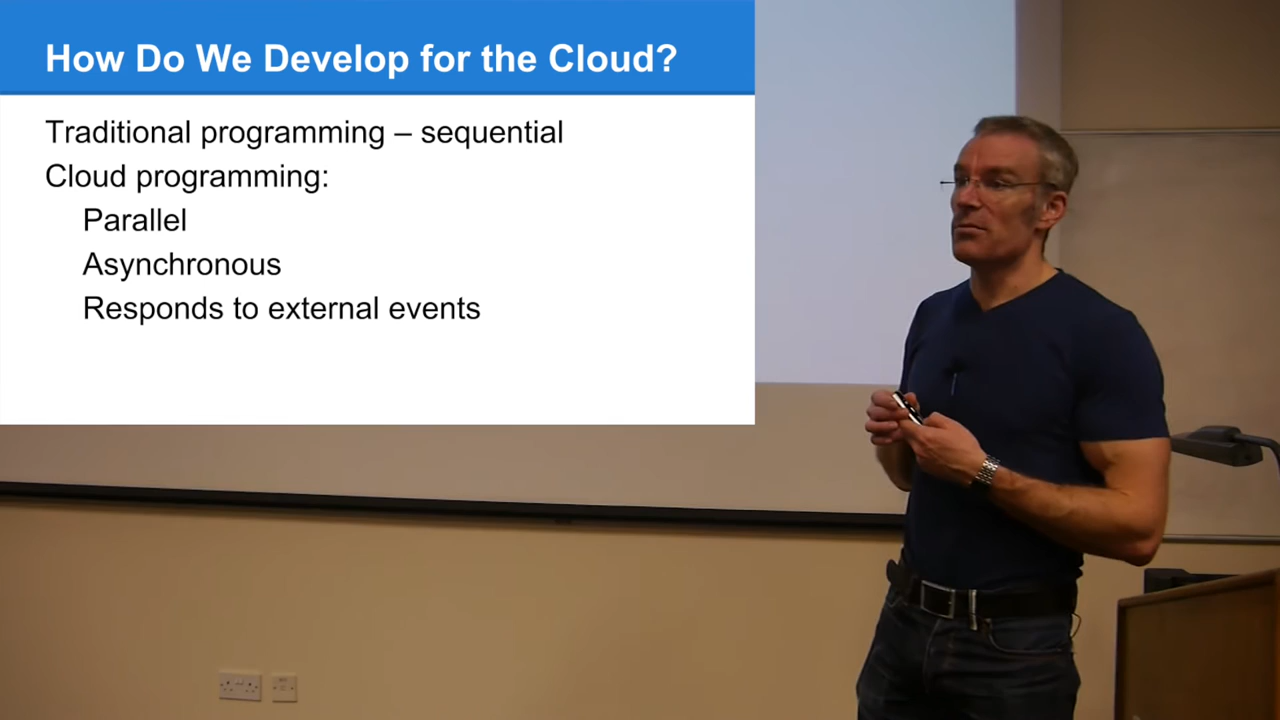 How Do We Develop for the Cloud?
Traditional programming – sequential
Cloud programming:
Parallel
Asynchronous
Responds to external events